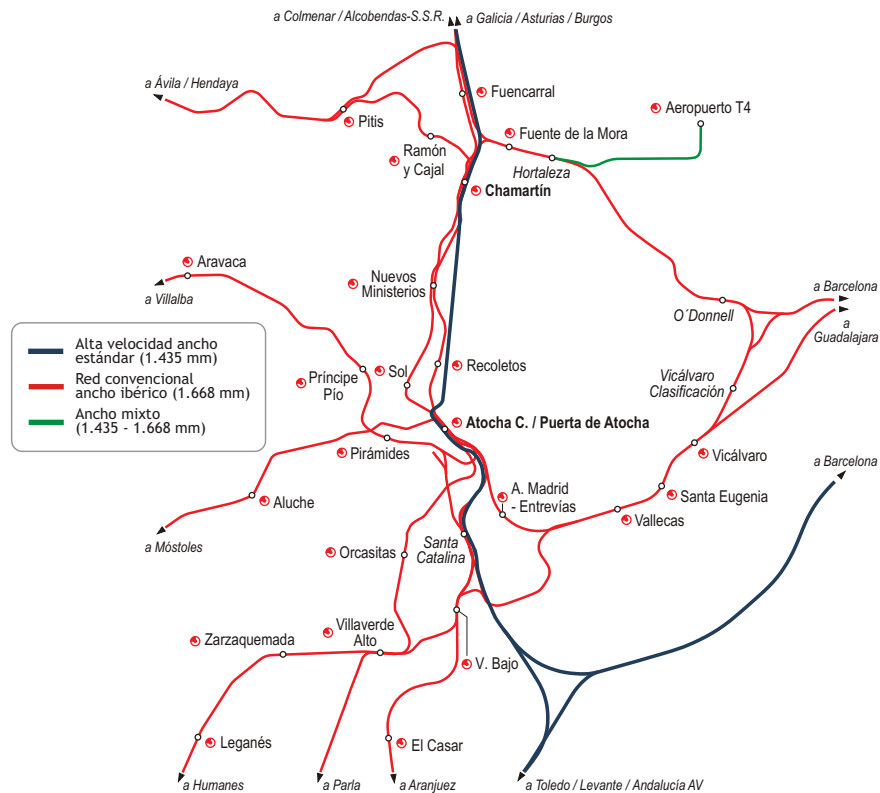 a Colmenar / Alcobendas-S.S.R.
a Galicia / Asturias / Burgos
a Ávila / Hendaya
Fuencarral
Aeropuerto T4
Pitis
Fuente de la Mora
Ramón
y Cajal
Hortaleza
Chamartín
Aravaca
a Villalba
Nuevos
Ministerios
a Barcelona
O´Donnell
a
Guadalajara
Alta velocidad ancho
estándar (1.435 mm)
Red convencional
ancho ibérico (1.668 mm)
Ancho mixto
(1.435 - 1.668 mm)
Príncipe
Pío
Sol
Recoletos
Vicálvaro
Clasificación
Atocha C. / Puerta de Atocha
Pirámides
Vicálvaro
a Barcelona
Aluche
A. Madrid
- Entrevías
Santa Eugenia
Vallecas
a Móstoles
Orcasitas
Santa
Catalina
Zarzaquemada
Villaverde
Alto
V. Bajo
Leganés
El Casar
a Humanes
a Parla
a Aranjuez
a Toledo / Levante / Andalucía AV